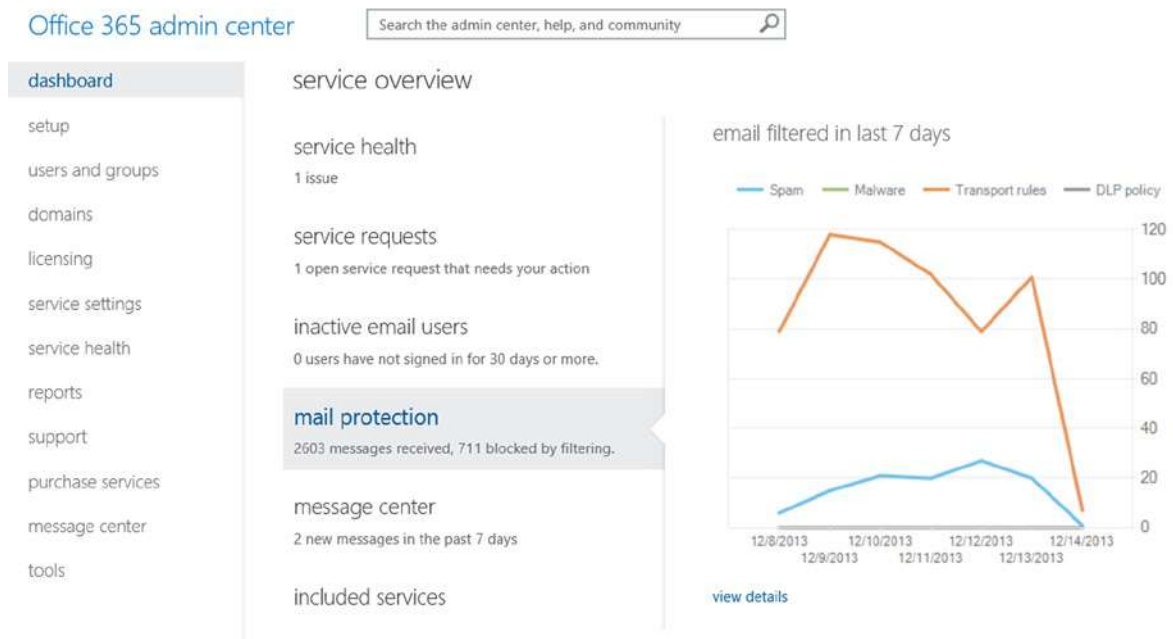 Office 365 admin center
Search the admin center, help, and community
dashboard
setup
users and groups
domains
licensing
service settings
service health
reports
support
purchase services
message center
tools
service overview
service health
1 issue
service requests
1 open service request that needs your action
inactive email users
0 users have not signed in for 30 days or more.
mail protection
2603 messages received, 711 blocked by filtering.
message center
2 new messages in the past 7 days
included services
email filtered in last 7 days
Spam Malware Transport rules DLP policy
120
100
80
60
40
20
0
12/8/2013 12/10/2013 12/12/2013 12/14/2013
12/9/2013 12/11/2013 12/13/2013
view details